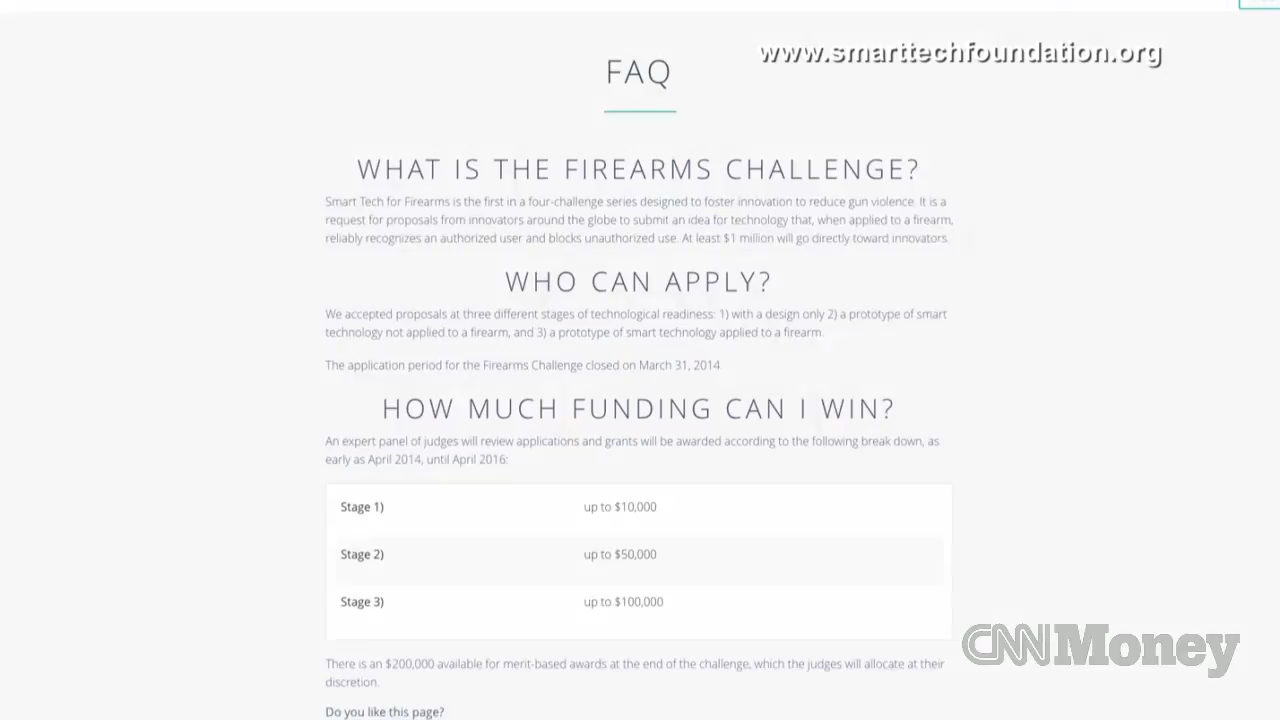 www.smarttechfoundation.org
FAQ
WHAT IS THE FIREARMS CHALLENGE?
Smart Tech for Firearms is the first in a four-challenge series designed to foster innovation to reduce gun violence. It is a
request for proposals from innovators around the globe to submit an idea for technology that, when applied to a firearm,
reliably recognizes an authorized user and blocks unauthorized use. At least $1 million will go directly toward innovators.
WHO CAN APPLY?
We accepted proposals at three different stages of technological readiness: 1) with a design only 2) a prototype of smart
technology not applied to a firearm, and 3) a prototype of smart technology applied to a firearm.
The application period for the Firearms Challenge closed on March 31, 2014.
HOW MUCH FUNDING CAN I WIN?
An expert panel of judges will review applications and grants will be awarded according to the following break down, as
early as April 2014, until April 2016:
Stage 1) up to $10,000
Stage 2) up to $50,000
Stage 3) up to $100,000
There is an $200,000 available for merit-based awards at the end of the challenge, which the judges will allocate at their
discretion.
Do you like this page?
CNNMoney